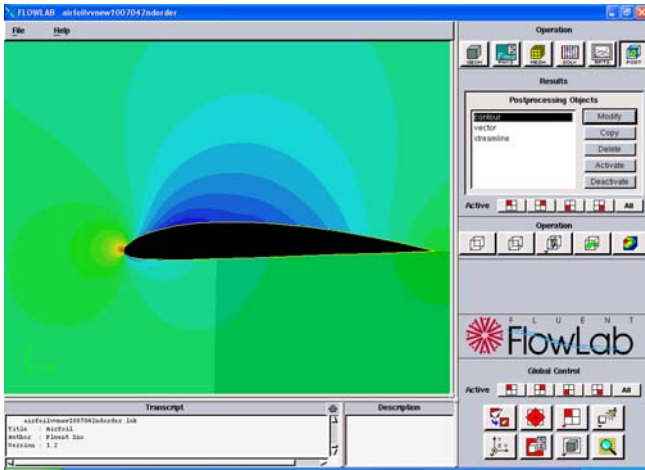 FLOWLAB airfoilvvnew1007042ndorder
File Help
Operation
GEOM PHYS MESH SOLV RPTS POST
Results
Postprocessing Objects
contour
vector
streamline
Modify
Copy
Delete
Activate
Deactivate
Active All
Operation
FLUENT
FlowLab
Global Control
Active All
Transcript
airfoilvvnew1007042ndorder.lok
Title : Airfoil
Author : Fluent Inc
Version : 1.2
Description